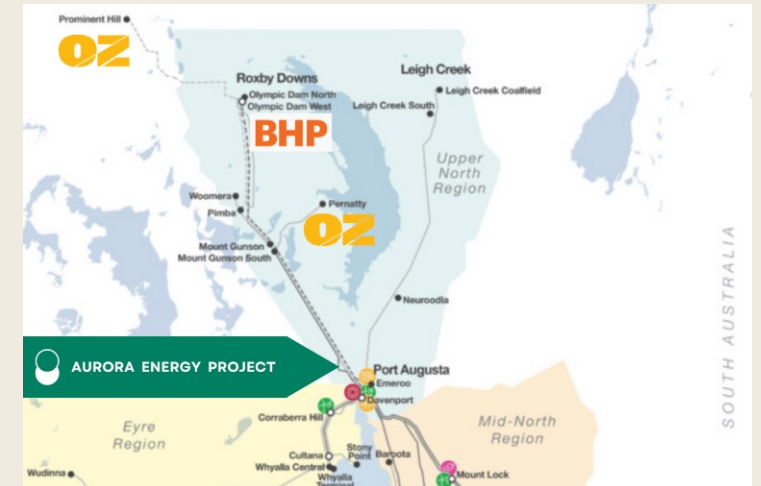 Prominent Hill
OZ
Roxby Downs
Olympic Dam North
Olympic Dam West
BHP
Leigh Creek
Leigh Creek Coalfield
Leigh Creek South
Upper
North
Region
Woomera
Pimba
Pernatty
OZ
Mount Gunson
Mount Gunson South
Neuroodla
SOUTH AUSTRALIA
AURORA ENERGY PROJECT
Port Augusta
Emeroo
Davenport
Corraberra Hill
Eyre
Region
Mid-North
Region
Cultana
Stony
Point
Baroota
Whyalla Central
Whyalla
Terminal
Wudinna
Mount Lock